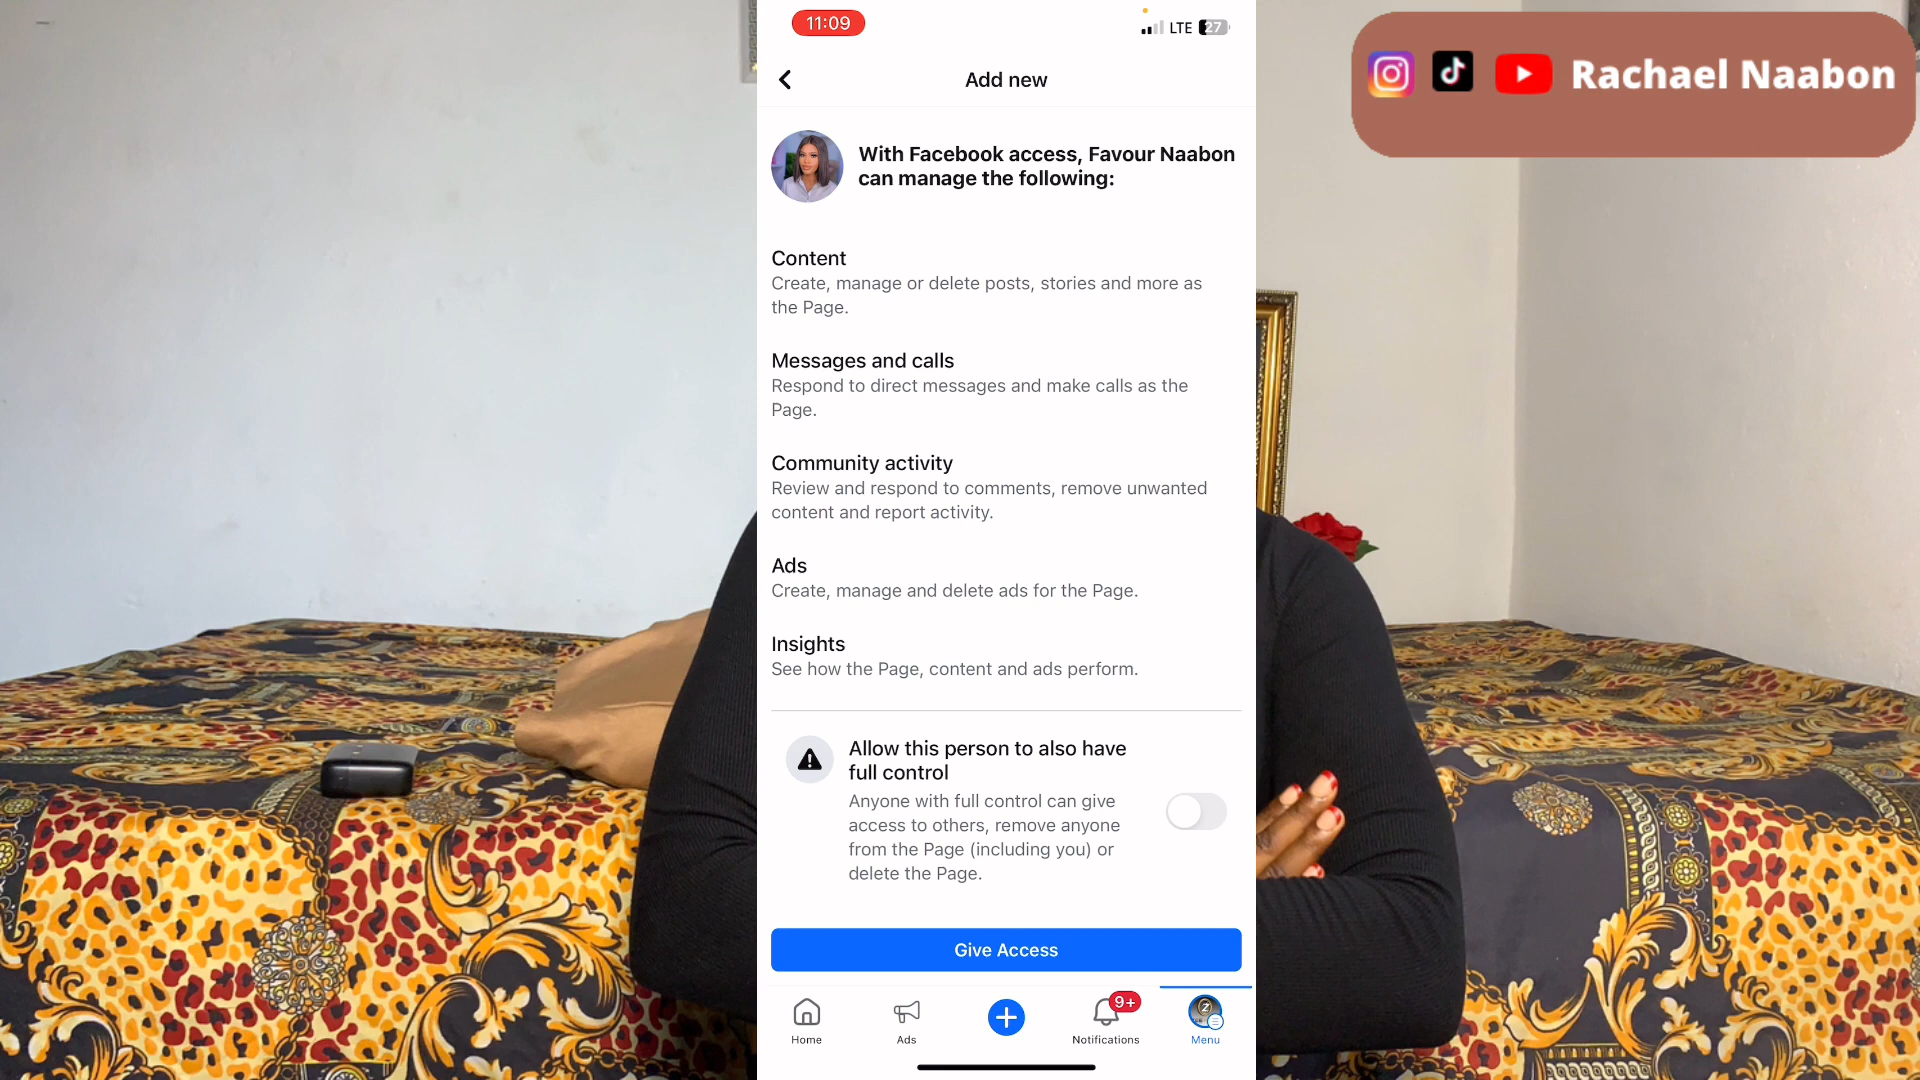 11:09
LTE 27
Add new
With Facebook access, Favour Naabon
can manage the following:
Content
Create, manage or delete posts, stories and more as
the Page.
Messages and calls
Respond to direct messages and make calls as the
Page.
Community activity
Review and respond to comments, remove unwanted
content and report activity.
Ads
Create, manage and delete ads for the Page.
Insights
See how the Page, content and ads perform.
Allow this person to also have
full control
Anyone with full control can give
access to others, remove anyone
from the Page (including you) or
delete the Page.
Give Access
Home
Ads
9+
Notifications
Menu
Rachael Naabon